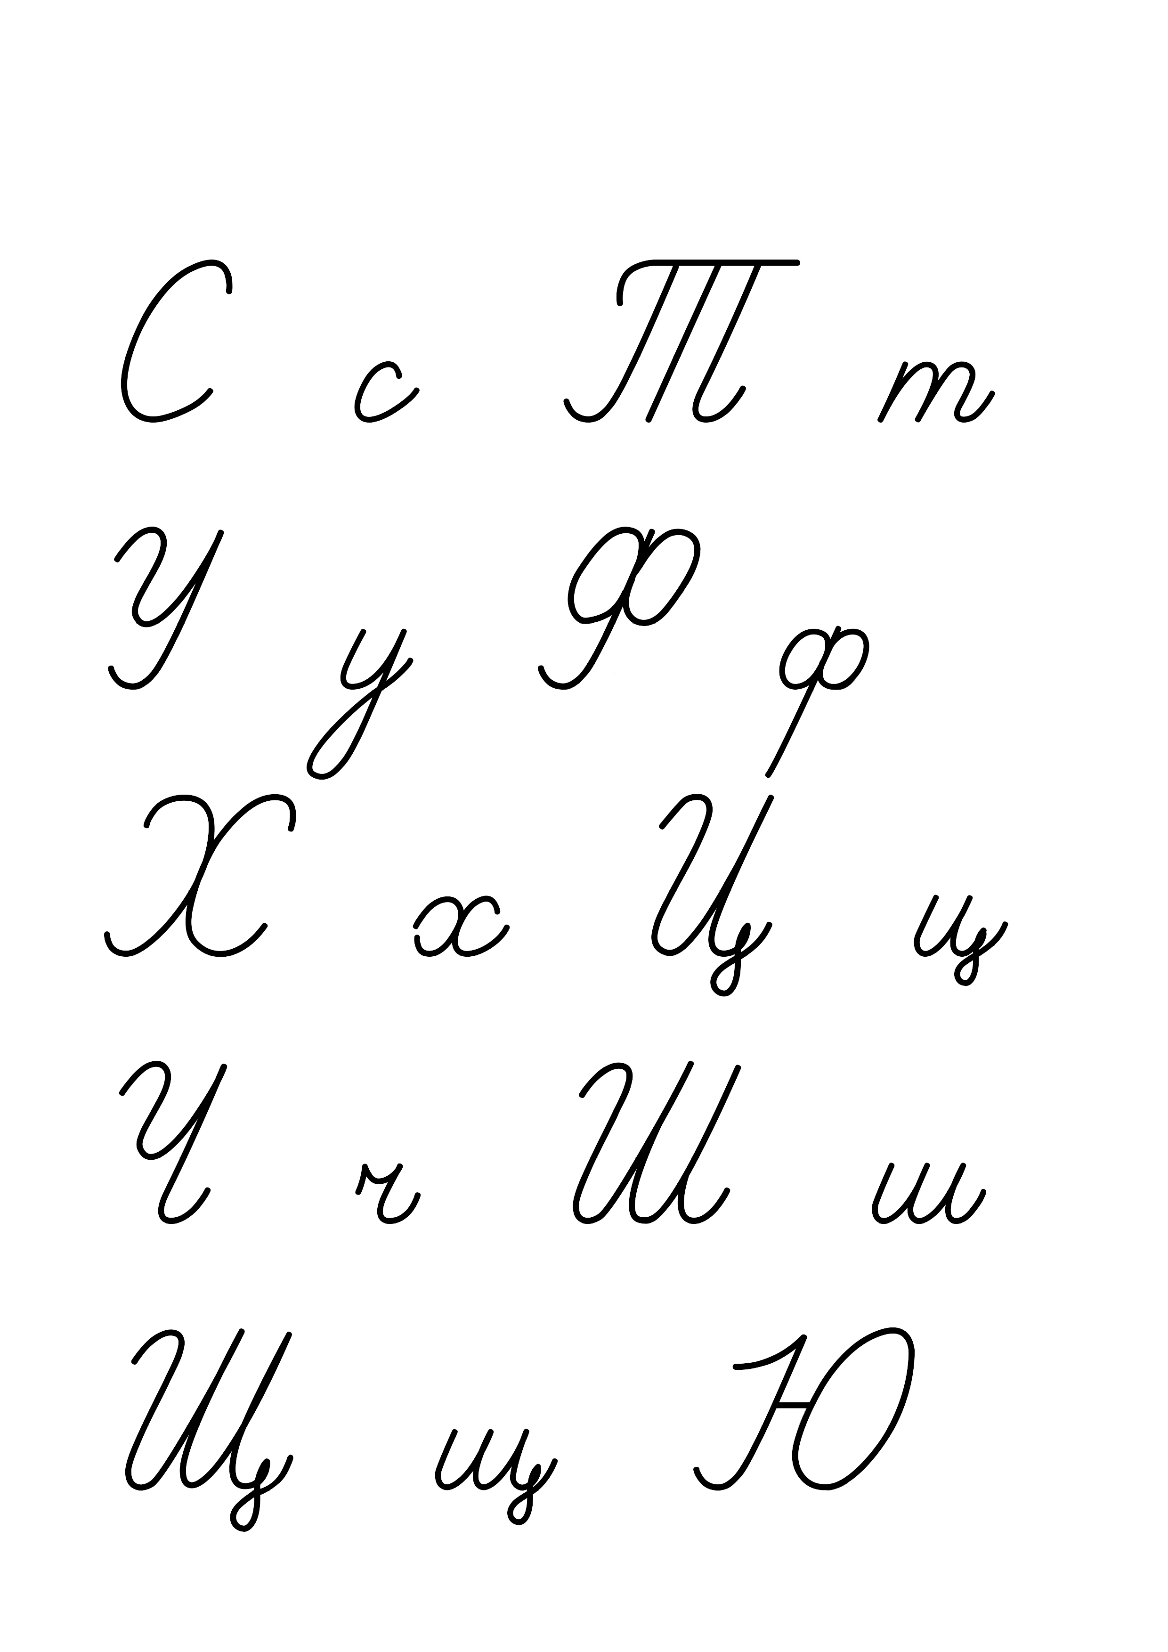 С с Т т
У у Ф ф
Х х Ц ц
Ч ч Ш ш
Щ щ Ю